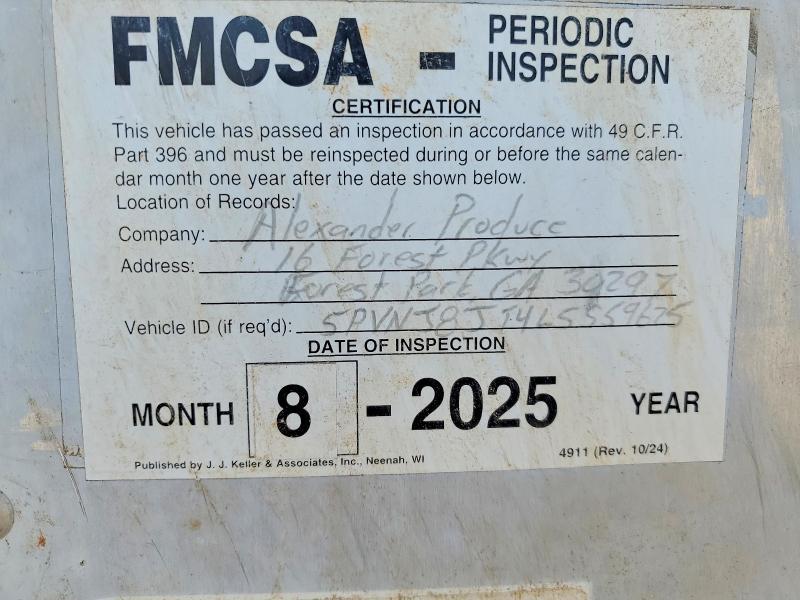 FMCSA - PERIODIC INSPECTION
CERTIFICATION
This vehicle has passed an inspection in accordance with 49 C.F.R.
Part 396 and must be reinspected during or before the same calen-
dar month one year after the date shown below.
Location of Records:
Company: Alexander Produce
Address: 16 Forest Pkwy
Forest Park GA 30297
Vehicle ID (if req'd):
DATE OF INSPECTION
MONTH 8 - 2025 YEAR
Published by J. J. Keller & Associates, Inc., Neenah, WI
4911 (Rev. 10/24)